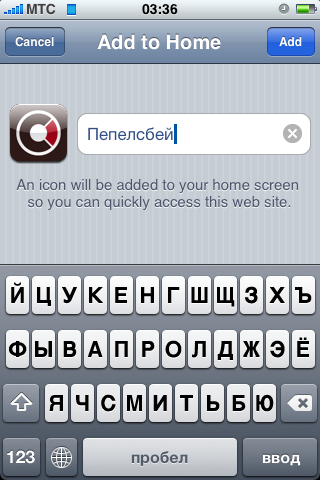 МТС 03:36
Cancel Add to Home Add
Пепелсбей
An icon will be added to your home screen
so you can quickly access this web site.
Й Ц У К Е Н Г Ш Щ З Х Ъ
Ф Ы В А П Р О Л Д Ж Э Ё
Я Ч С М И Т Ь Б Ю
123 пробел ввод